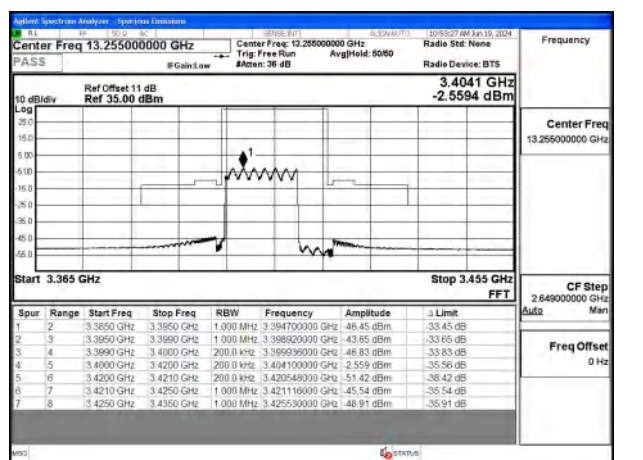 Agilent Spectrum Analyzer - Spurious Emissions
RL RF 50 Ω AC SENSE:INT ALIGN AUTO 10:53:27 AM Jun 19, 2024
Center Freq 13.255000000 GHz
Center Freq: 13.255000000 GHz
Radio Std: None
Frequency
PASS
Trig: Free Run Avg|Hold: 50/50
IFGain:Low
#Atten: 36 dB
Radio Device: BTS
Ref Offset 11 dB
3.4041 GHz
10 dB/div
Ref 35.00 dBm
-2.5594 dBm
Log
25.0
15.0
5.00
-5.00
-15.0
-25.0
-35.0
-45.0
-55.0
1
Center Freq
13.255000000 GHz
Start 3.365 GHz
Stop 3.455 GHz
FFT
CF Step
2.649000000 GHz
Auto Man
Freq Offset
0 Hz
Spur Range Start Freq Stop Freq RBW Frequency Amplitude Δ Limit
1 2 3.3850 GHz 3.3950 GHz 1.000 MHz 3.394700000 GHz -46.45 dBm -33.45 dB
2 3 3.3950 GHz 3.3990 GHz 1.000 MHz 3.398920000 GHz -43.65 dBm -33.65 dB
3 4 3.3990 GHz 3.4000 GHz 200.0 kHz 3.399936000 GHz -46.83 dBm -33.83 dB
4 5 3.4000 GHz 3.4200 GHz 200.0 kHz 3.404100000 GHz -2.559 dBm -35.56 dB
5 6 3.4200 GHz 3.4210 GHz 200.0 kHz 3.420548000 GHz -51.42 dBm -38.42 dB
6 7 3.4210 GHz 3.4250 GHz 1.000 MHz 3.421116000 GHz -45.54 dBm -35.54 dB
7 8 3.4250 GHz 3.4350 GHz 1.000 MHz 3.425530000 GHz -48.91 dBm -35.91 dB
MSG
STATUS